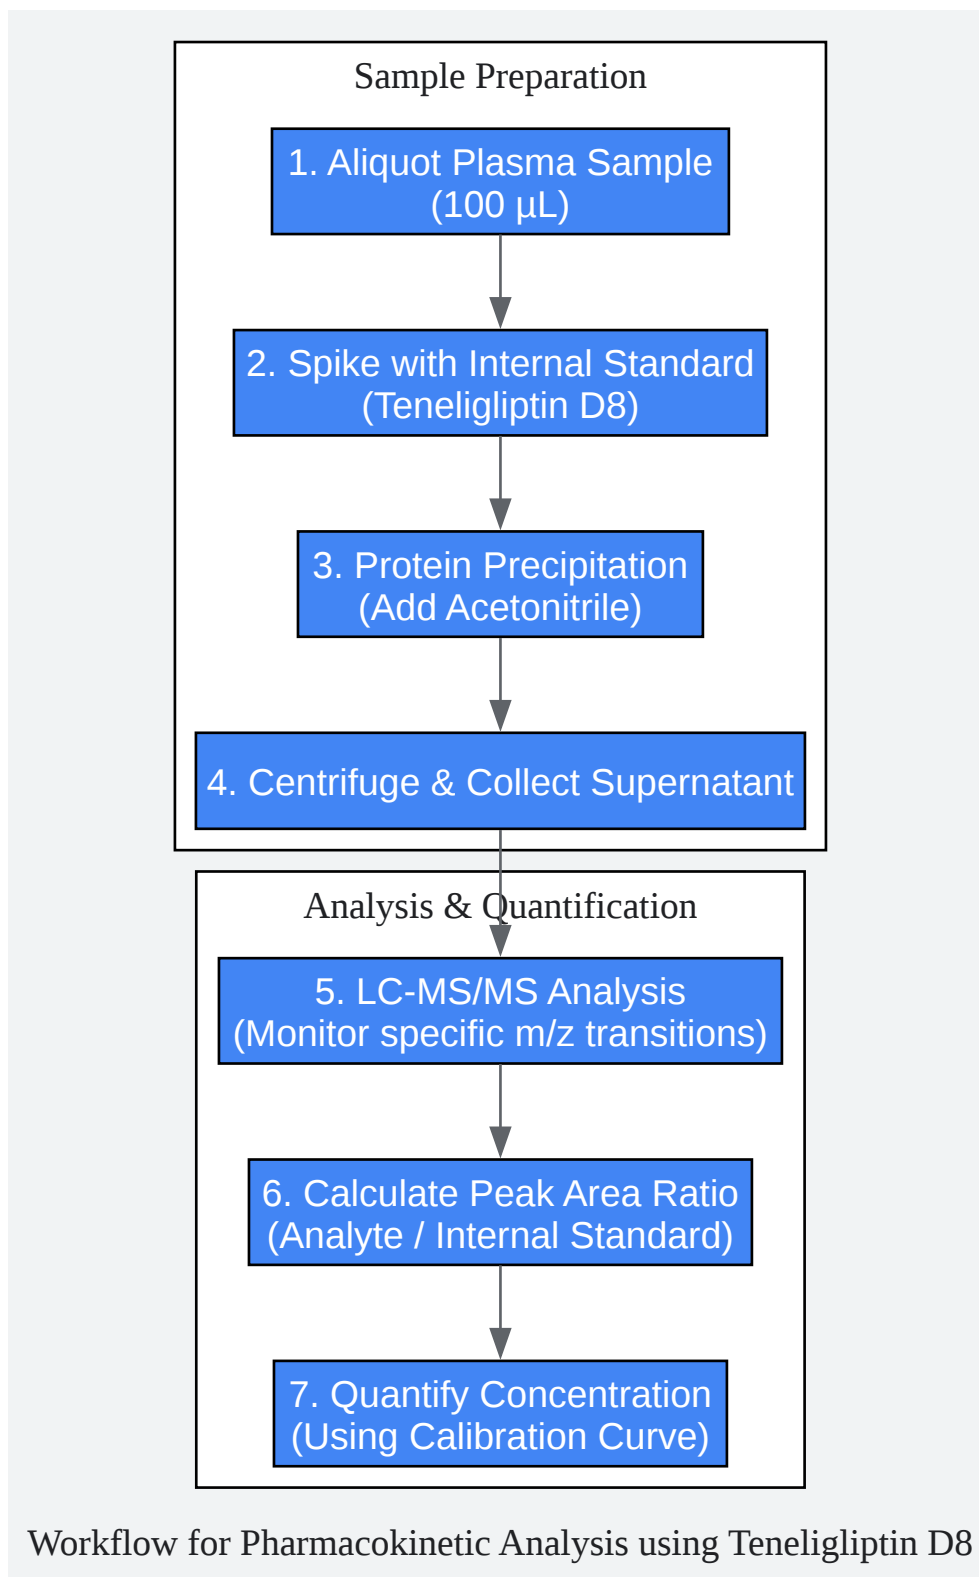 Sample Preparation
1. Aliquot Plasma Sample
(100 µL)
2. Spike with Internal Standard
(Teneligliptin D8)
3. Protein Precipitation
(Add Acetonitrile)
4. Centrifuge & Collect Supernatant
Analysis & Quantification
5. LC-MS/MS Analysis
(Monitor specific m/z transitions)
6. Calculate Peak Area Ratio
(Analyte / Internal Standard)
7. Quantify Concentration
(Using Calibration Curve)
Workflow for Pharmacokinetic Analysis using Teneligliptin D8